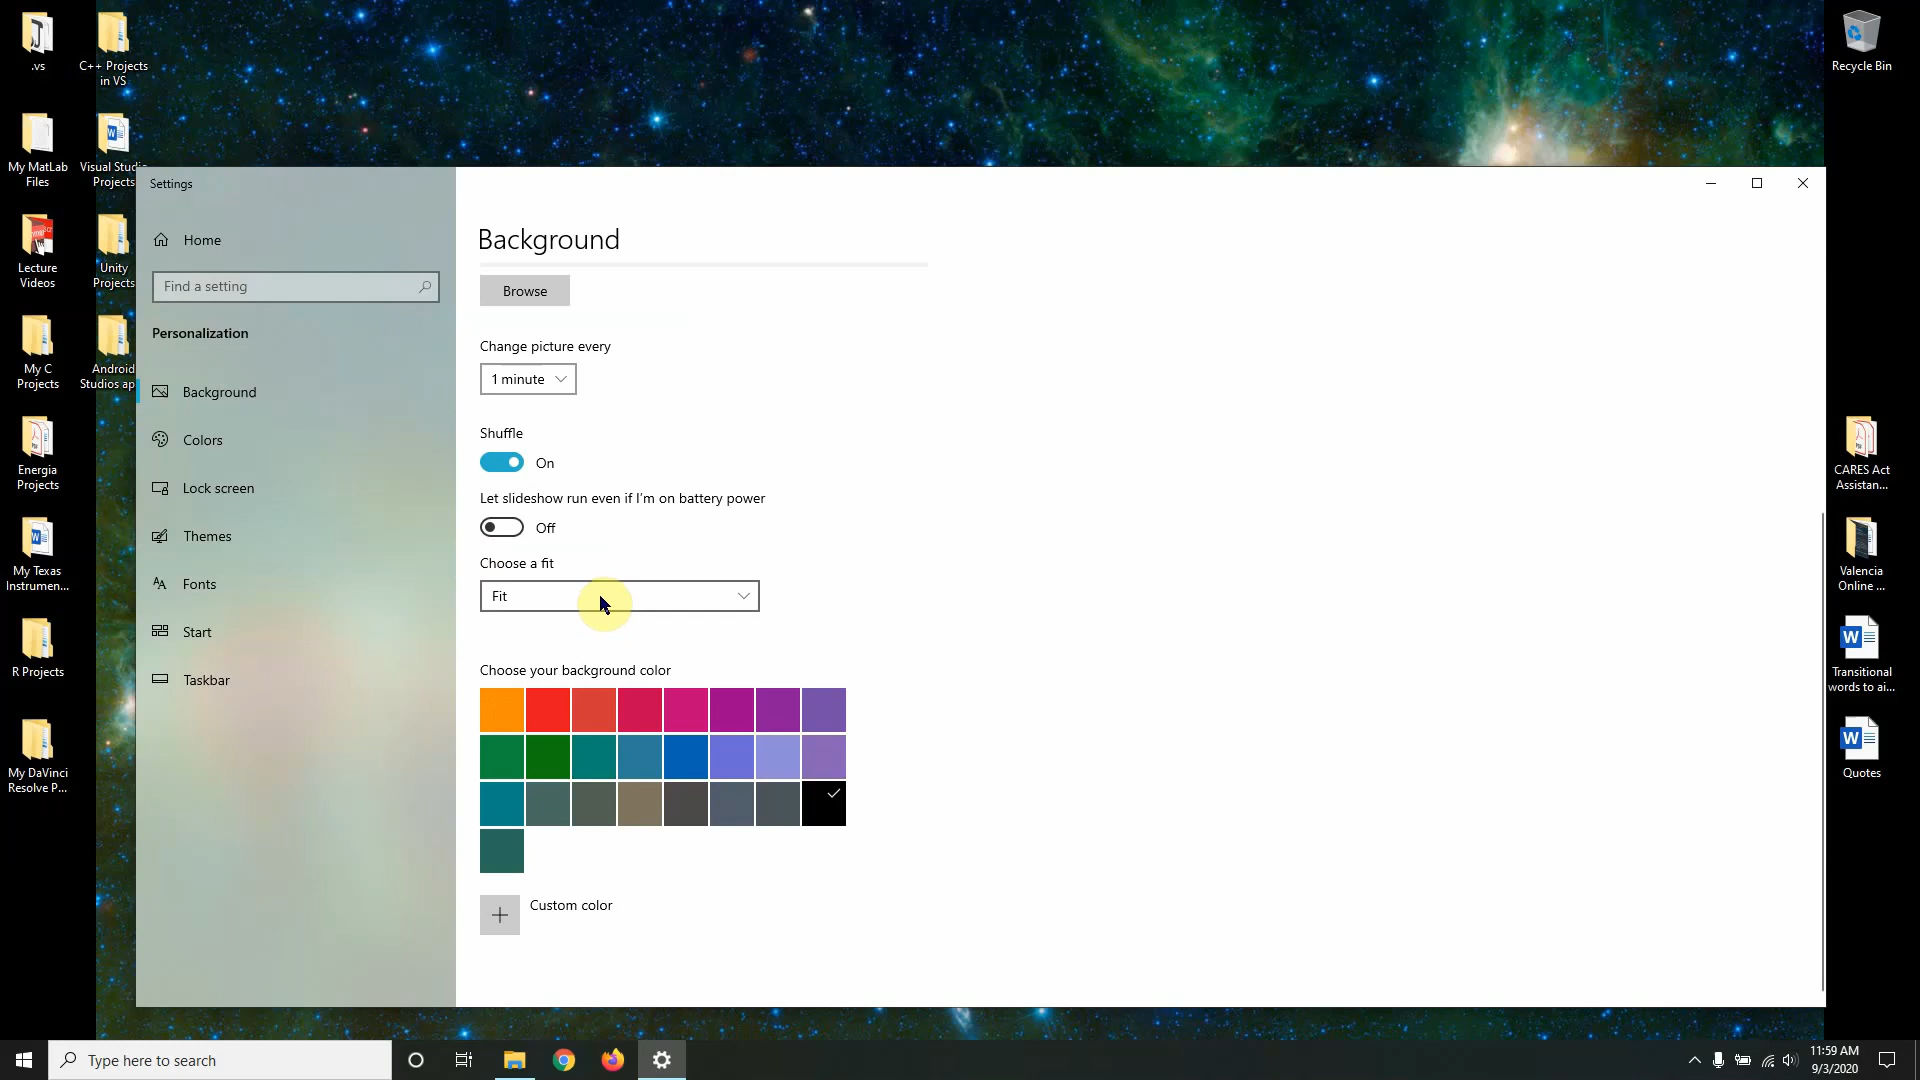 .vs
C++ Projects
in VS
Recycle Bin
My MatLab
Files
Visual Studio
Projects
Lecture
Videos
Unity
Projects
My C
Projects
Android
Studios ap
Energia
Projects
My Texas
Instrumen...
R Projects
My DaVinci
Resolve P...
CARES Act
Assistan...
Valencia
Online ...
Transitional
words to ai...
Quotes
Settings
Home
Find a setting
Personalization
Background
Colors
Lock screen
Themes
Fonts
Start
Taskbar
Background
Browse
Change picture every
1 minute
Shuffle
On
Let slideshow run even if I'm on battery power
Off
Choose a fit
Fit
Choose your background color
Custom color
Type here to search
11:59 AM
9/3/2020